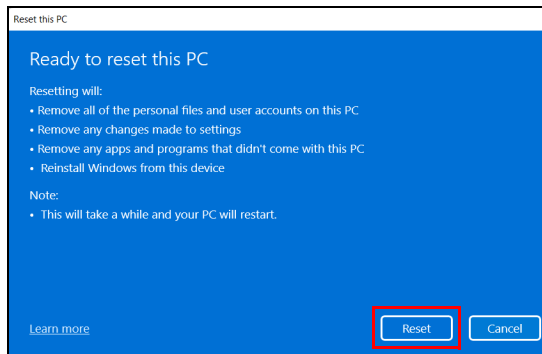 Reset this PC
Ready to reset this PC
Resetting will:
• Remove all of the personal files and user accounts on this PC
• Remove any changes made to settings
• Remove any apps and programs that didn't come with this PC
• Reinstall Windows from this device
Note:
• This will take a while and your PC will restart.
Learn more
Reset
Cancel